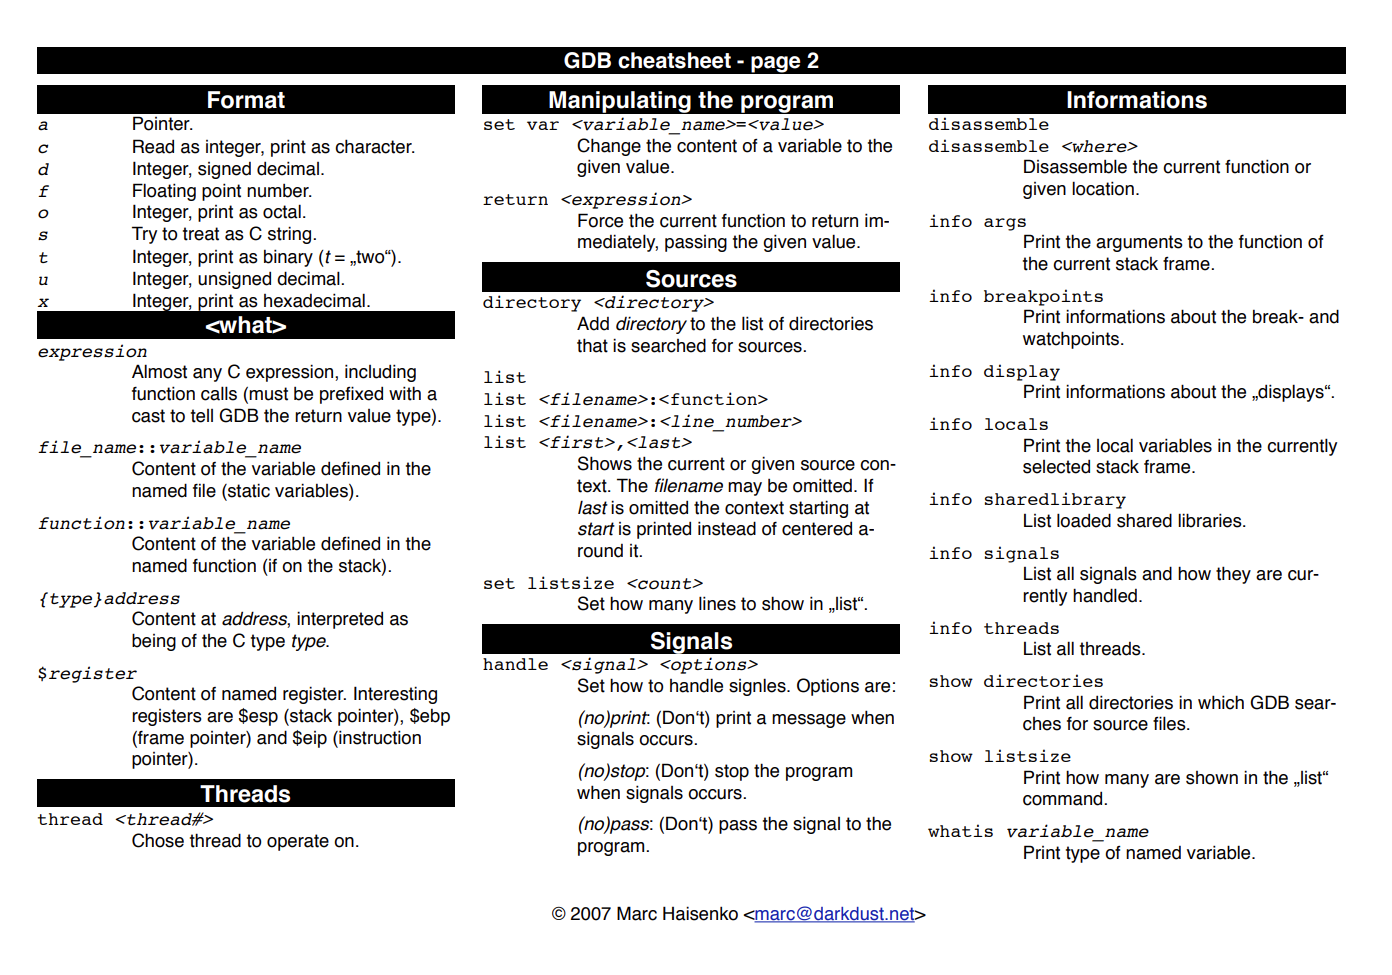 GDB cheatsheet - page 2
Format
a Pointer.
c Read as integer, print as character.
d Integer, signed decimal.
f Floating point number.
o Integer, print as octal.
s Try to treat as C string.
t Integer, print as binary (t = „two“).
u Integer, unsigned decimal.
x Integer, print as hexadecimal.
<what>
expression
Almost any C expression, including
function calls (must be prefixed with a
cast to tell GDB the return value type).
file_name::variable_name
Content of the variable defined in the
named file (static variables).
function::variable_name
Content of the variable defined in the
named function (if on the stack).
{type}address
Content at address, interpreted as
being of the C type type.
$register
Content of named register. Interesting
registers are $esp (stack pointer), $ebp
(frame pointer) and $eip (instruction
pointer).
Threads
thread <thread#>
Chose thread to operate on.
Manipulating the program
set var <variable_name>=<value>
Change the content of a variable to the
given value.
return <expression>
Force the current function to return im-
mediately, passing the given value.
Sources
directory <directory>
Add directory to the list of directories
that is searched for sources.
list
list <filename>:<function>
list <filename>:<line_number>
list <first>,<last>
Shows the current or given source con-
text. The filename may be omitted. If
last is omitted the context starting at
start is printed instead of centered a-
round it.
set listsize <count>
Set how many lines to show in „list“.
Signals
handle <signal> <options>
Set how to handle signles. Options are:
(no)print: (Don‘t) print a message when
signals occurs.
(no)stop: (Don‘t) stop the program
when signals occurs.
(no)pass: (Don‘t) pass the signal to the
program.
Informations
disassemble
disassemble <where>
Disassemble the current function or
given location.
info args
Print the arguments to the function of
the current stack frame.
info breakpoints
Print informations about the break- and
watchpoints.
info display
Print informations about the „displays“.
info locals
Print the local variables in the currently
selected stack frame.
info sharedlibrary
List loaded shared libraries.
info signals
List all signals and how they are cur-
rently handled.
info threads
List all threads.
show directories
Print all directories in which GDB sear-
ches for source files.
show listsize
Print how many are shown in the „list“
command.
whatis variable_name
Print type of named variable.
© 2007 Marc Haisenko <marc@darkdust.net>